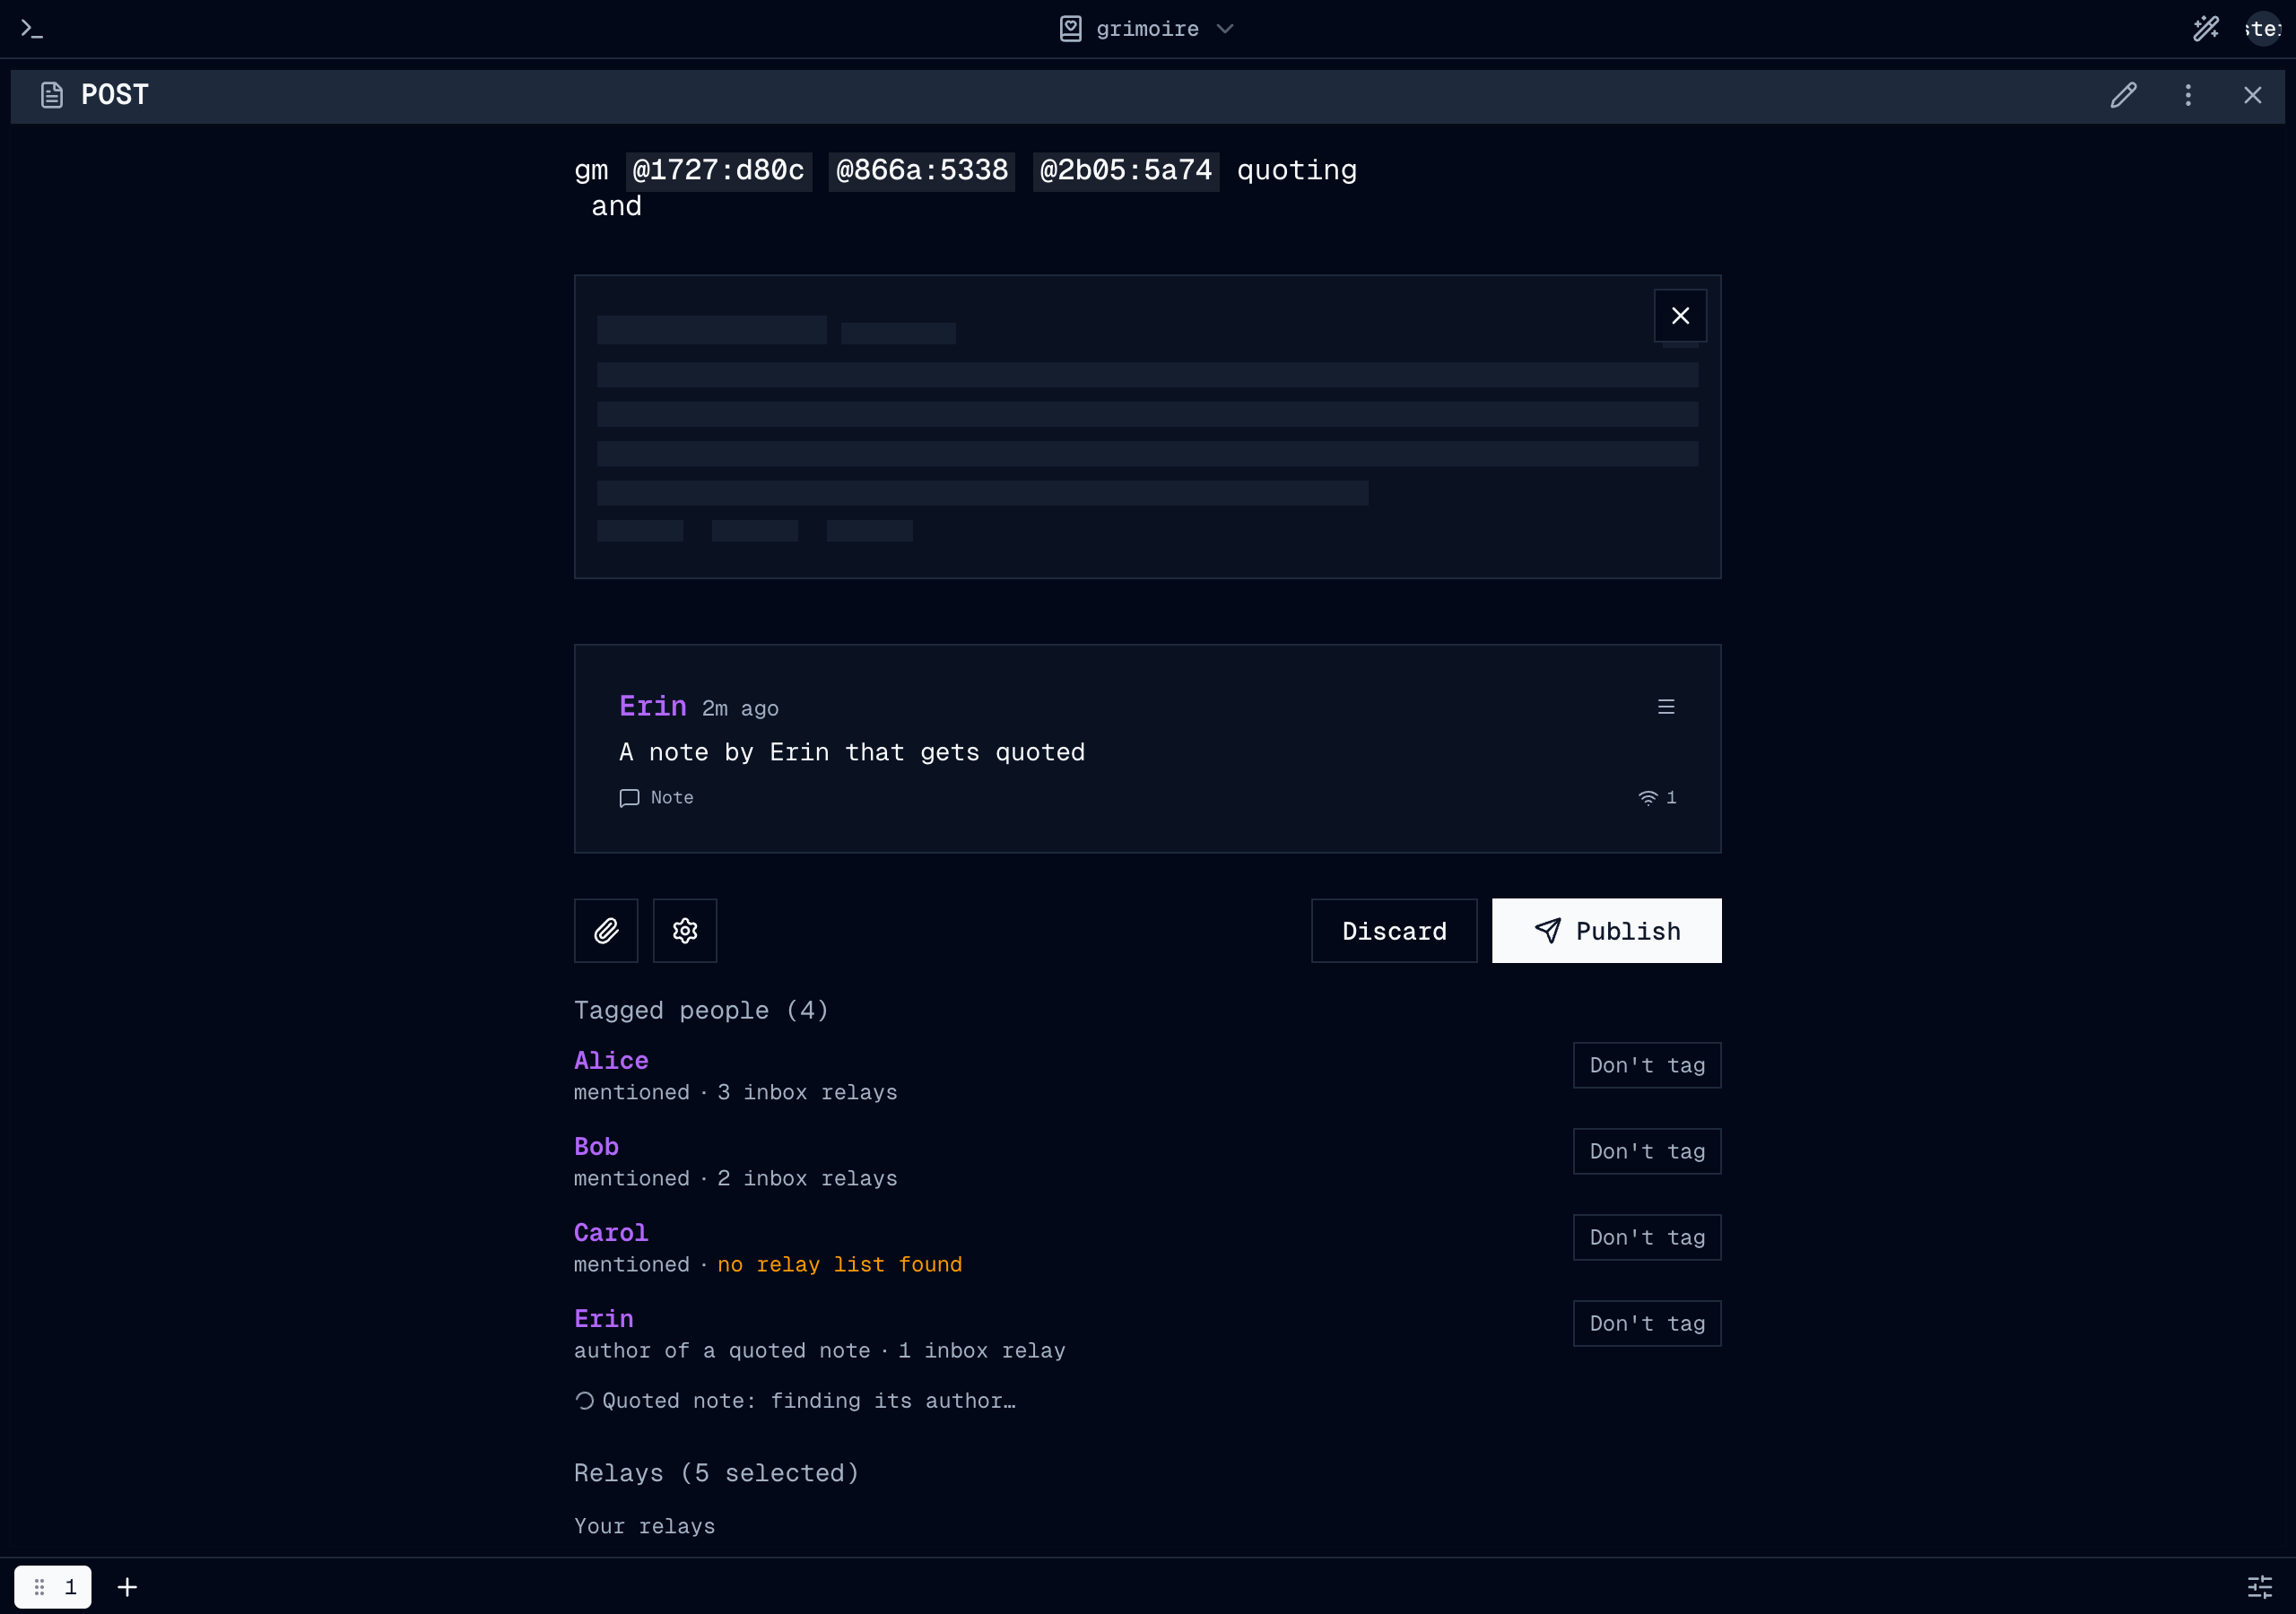 grimoire
POST
gm @1727:d80c @866a:5338 @2b05:5a74 quoting
and
Erin 2m ago
A note by Erin that gets quoted
Note 1
Discard Publish
Tagged people (4)
Alice
Don't tag
mentioned · 3 inbox relays
Bob
Don't tag
mentioned · 2 inbox relays
Carol
Don't tag
mentioned · no relay list found
Erin
Don't tag
author of a quoted note · 1 inbox relay
Quoted note: finding its author…
Relays (5 selected)
Your relays
1